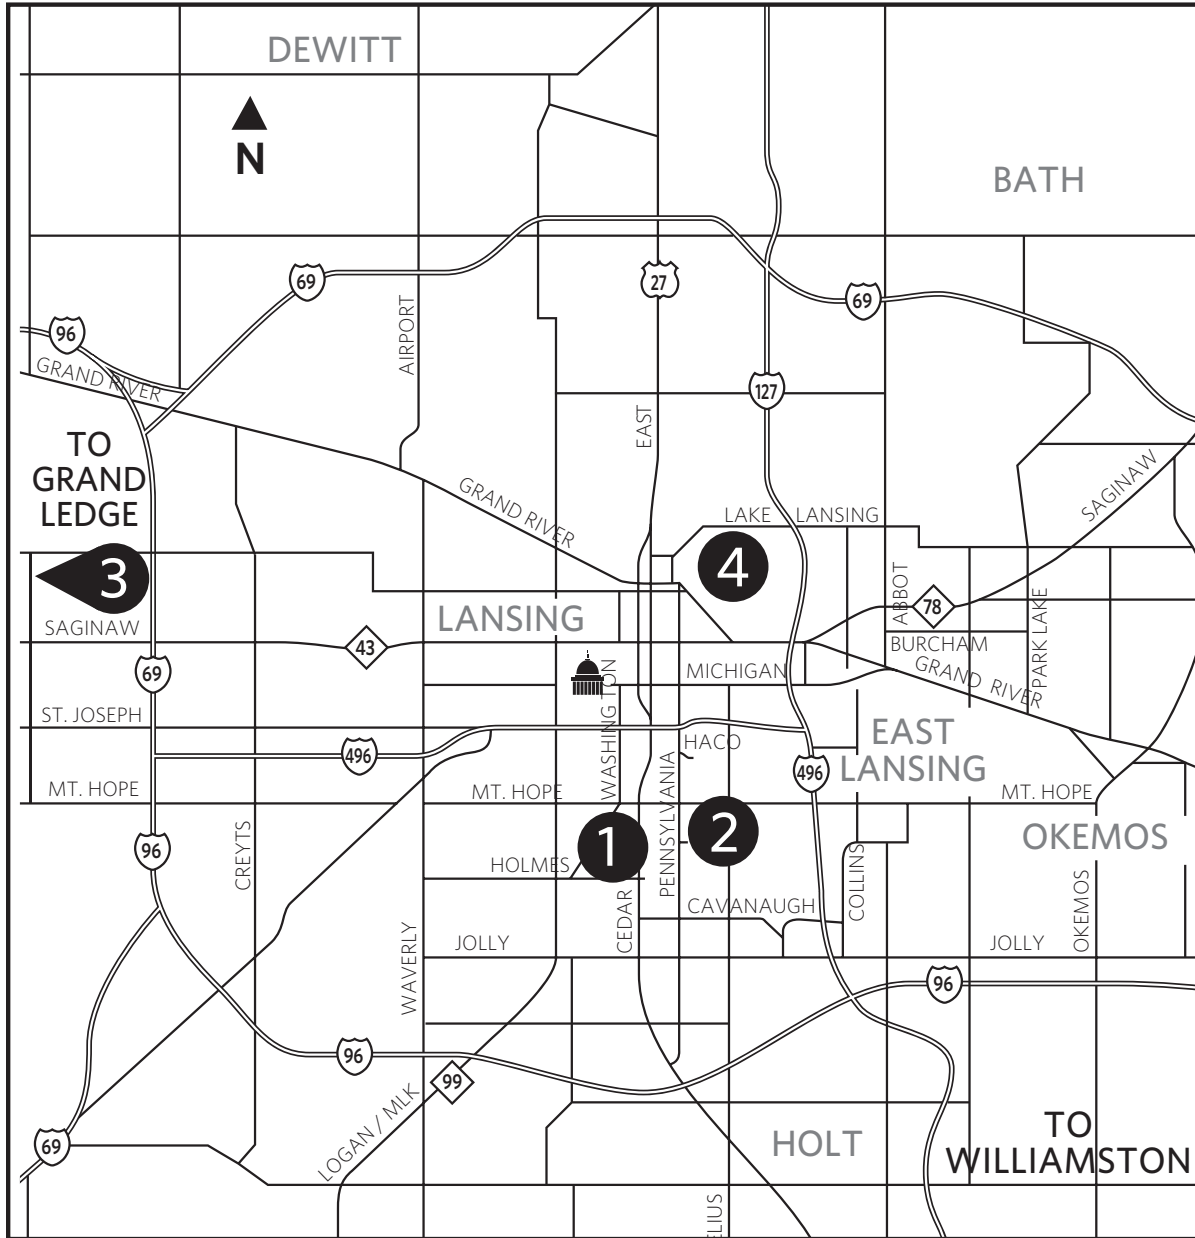 DEWITT
N
BATH
27
69
69
96
AIRPORT
GRAND RIVER
127
EAST
TO
GRAND
LEDGE
GRAND RIVER
SAGINAW
LAKE LANSING
3
4
ABBOT
78
PARK LAKE
LANSING
SAGINAW
43
BURCHAM
GRAND RIVER
MICHIGAN
WASHINGTON
69
ST. JOSEPH
EAST
LANSING
HACO
496
496
MT. HOPE
MT. HOPE
MT. HOPE
PENNSYLVANIA
1
2
OKEMOS
96
CREYTS
HOLMES
COLLINS
CAVANAUGH
CEDAR
OKEMOS
JOLLY
JOLLY
WAVERLY
96
96
99
LOGAN / MLK
69
HOLT
TO
WILLIAMSTON
ELIUS